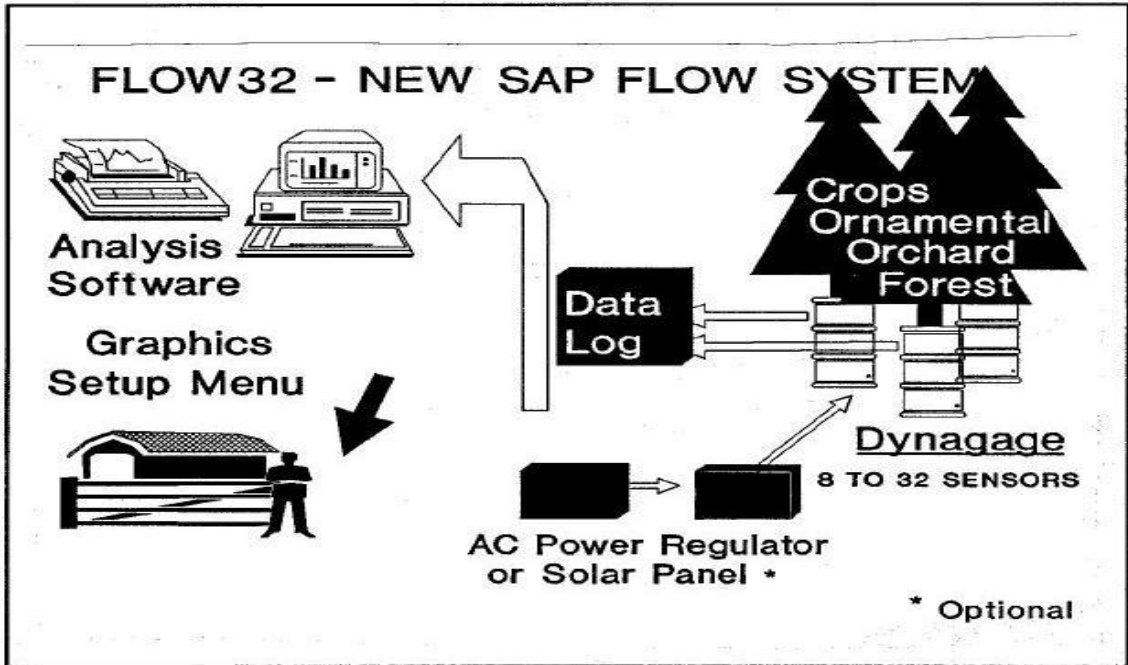 FLOW32 - NEW SAP FLOW SYSTEM
Analysis
Software
Graphics
Setup Menu
Data
Log
Crops
Ornamental
Orchard
Forest
Dynagage
8 TO 32 SENSORS
AC Power Regulator
or Solar Panel *
* Optional